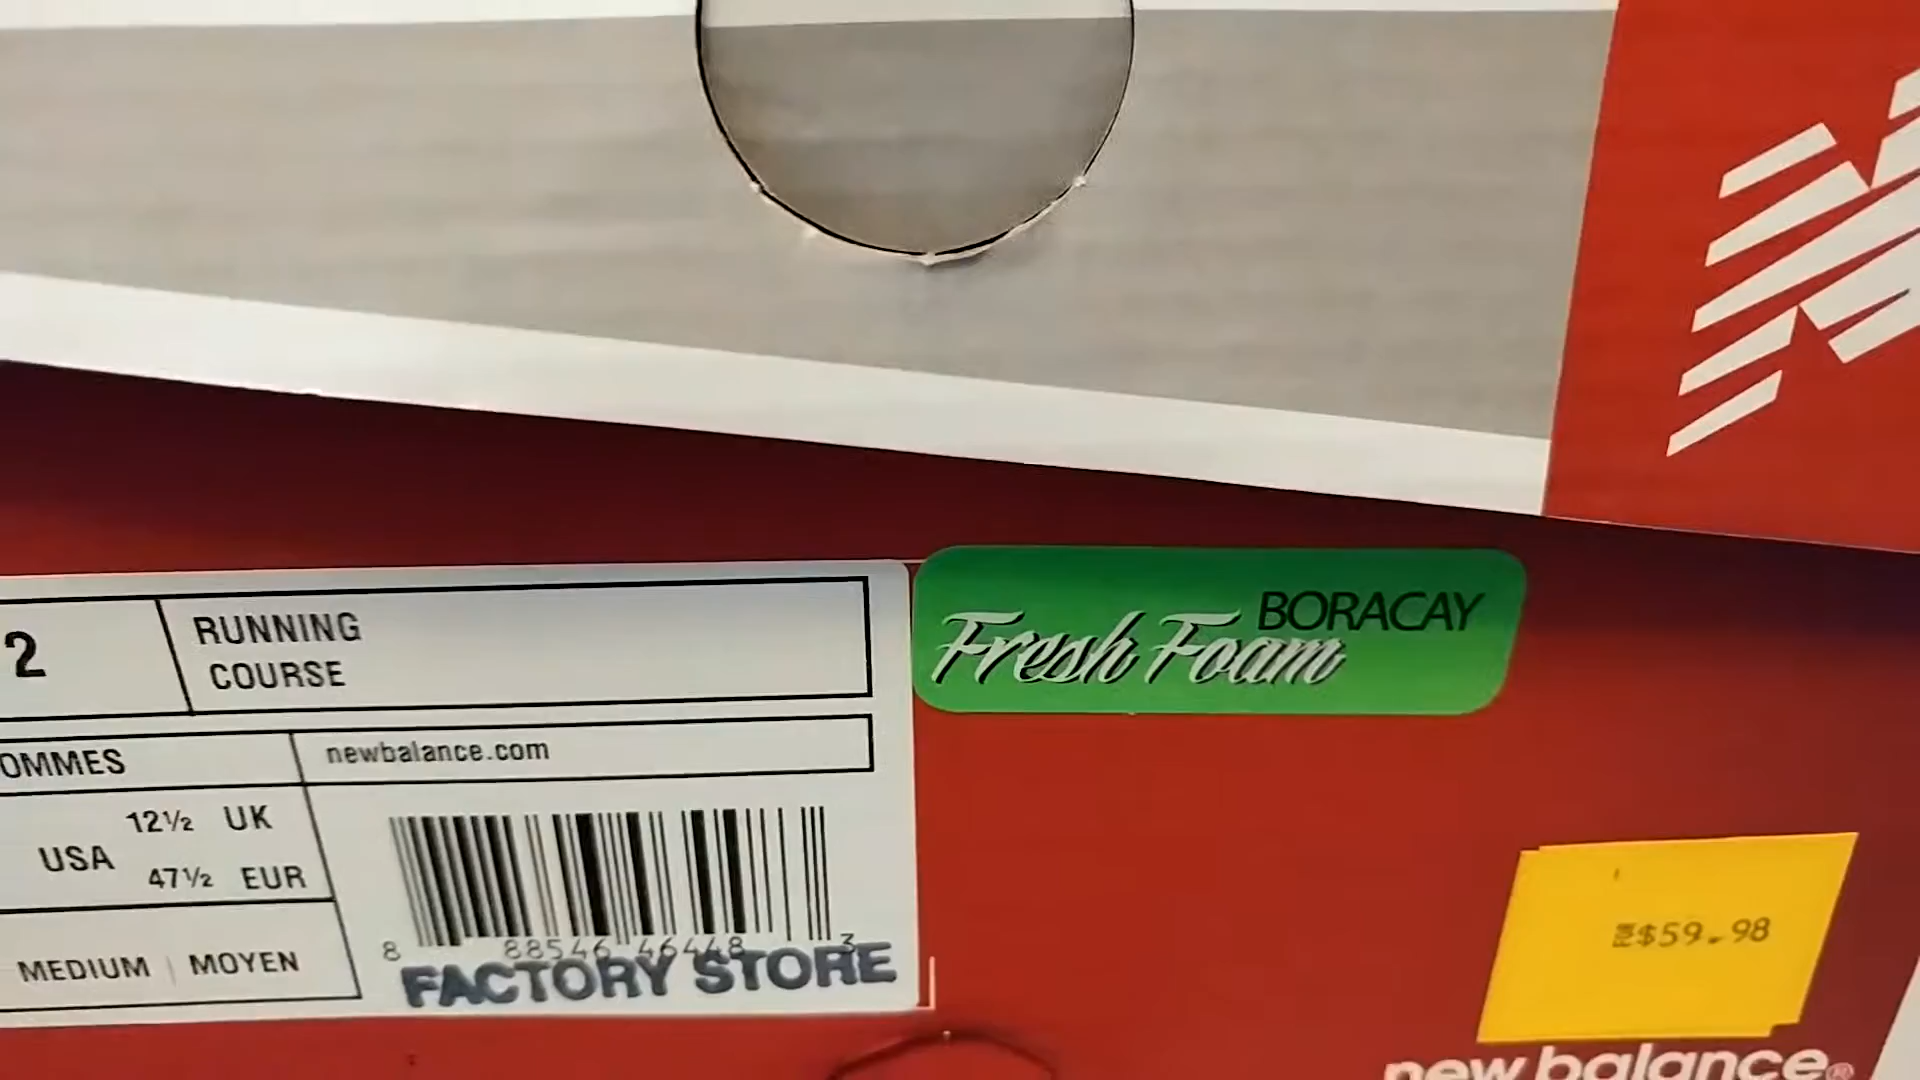 2
RUNNING
COURSE
BORACAY
Fresh Foam
OMMES
newbalance.com
12½ UK
USA
47½ EUR
MEDIUM | MOYEN
8 88546 46448 3
FACTORY STORE
$59.98
new balance®